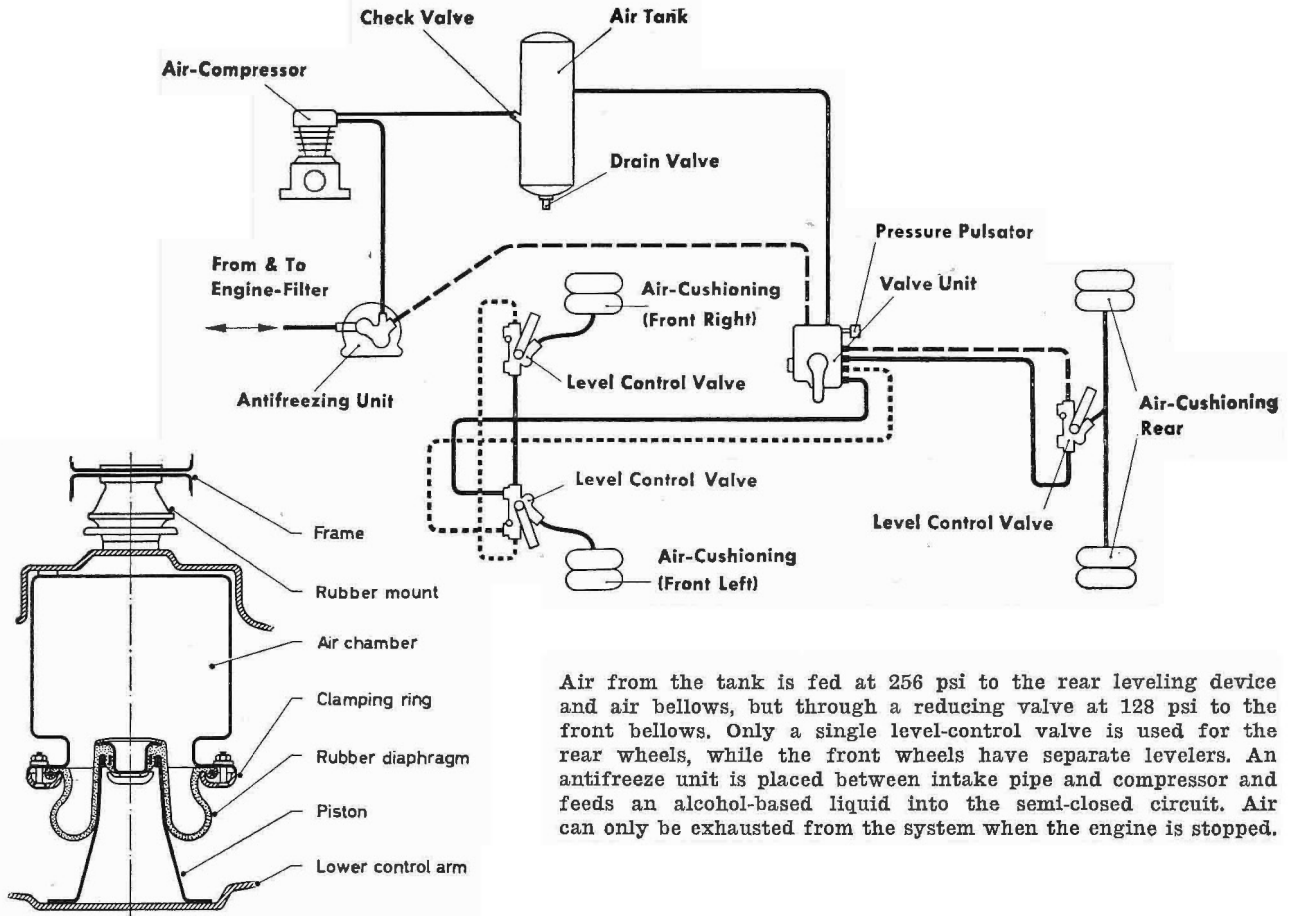 Check Valve
Air Tank
Air-Compressor
Drain Valve
Pressure Pulsator
From & To
Engine-Filter
Air-Cushioning
(Front Right)
Valve Unit
Level Control Valve
Antifreezing Unit
Air-Cushioning
Rear
Level Control Valve
Level Control Valve
Air-Cushioning
(Front Left)
Frame
Rubber mount
Air chamber
Clamping ring
Rubber diaphragm
Piston
Lower control arm
Air from the tank is fed at 256 psi to the rear leveling device
and air bellows, but through a reducing valve at 128 psi to the
front bellows. Only a single level-control valve is used for the
rear wheels, while the front wheels have separate levelers. An
antifreeze unit is placed between intake pipe and compressor and
feeds an alcohol-based liquid into the semi-closed circuit. Air
can only be exhausted from the system when the engine is stopped.